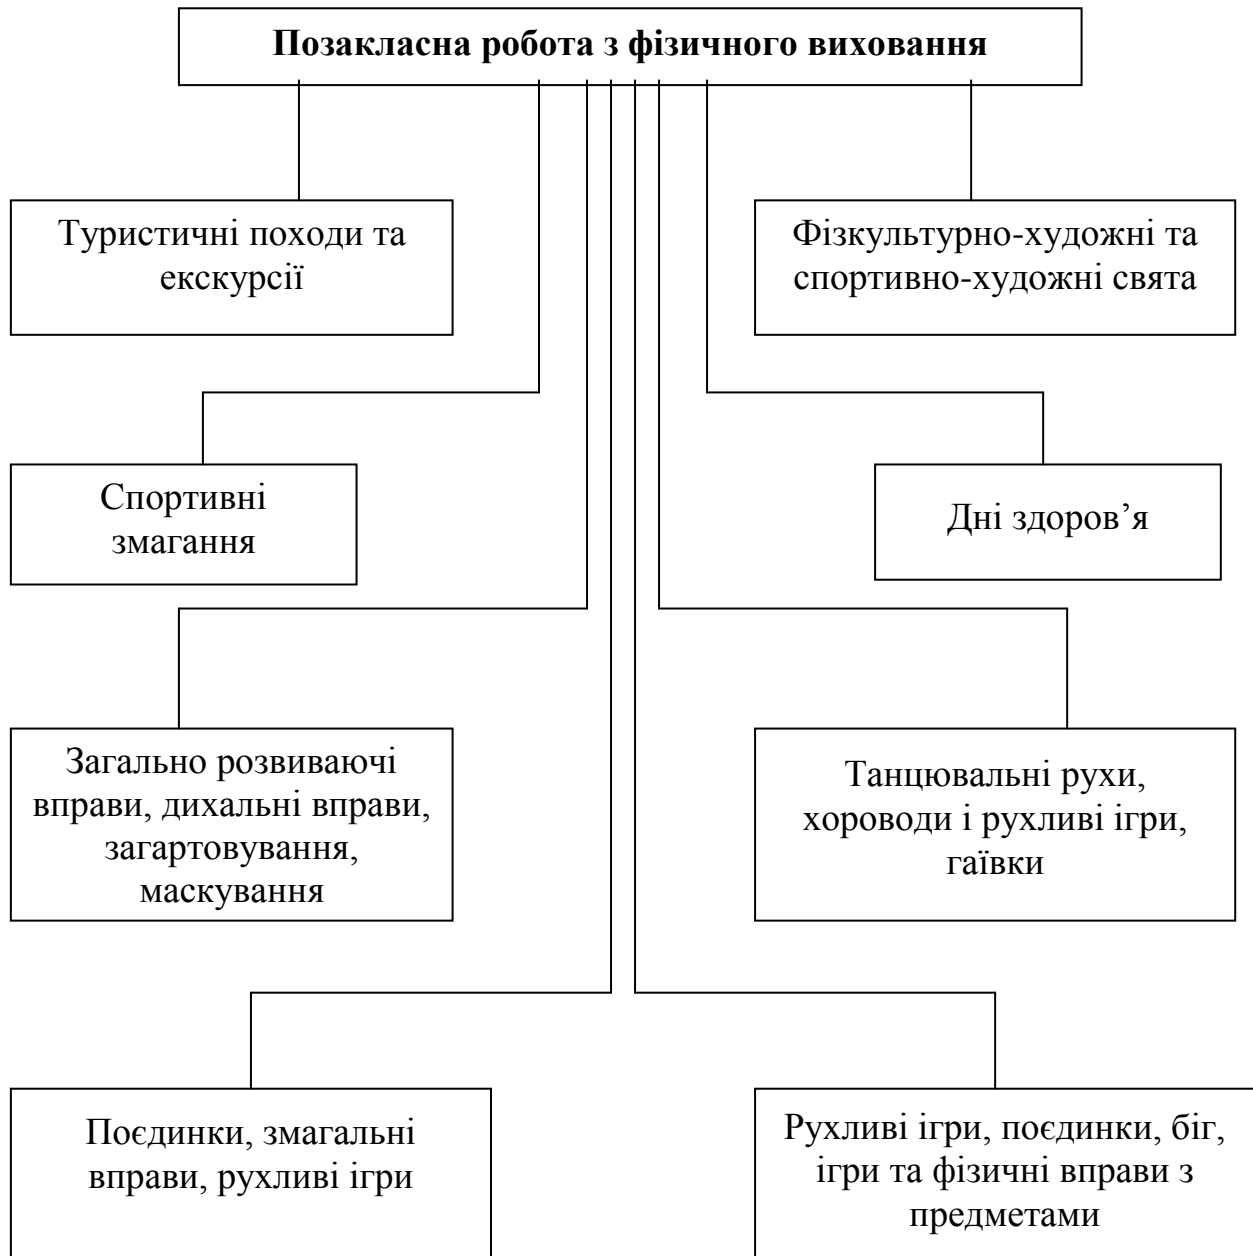 Позакласна робота з фізичного виховання
Туристичні походи та
екскурсії
Фізкультурно-художні та
спортивно-художні свята
Спортивні
змагання
Дні здоров’я
Загально розвиваючі
вправи, дихальні вправи,
загартовування,
маскування
Танцювальні рухи,
хороводи і рухливі ігри,
гаївки
Поєдинки, змагальні
вправи, рухливі ігри
Рухливі ігри, поєдинки, біг,
ігри та фізичні вправи з
предметами